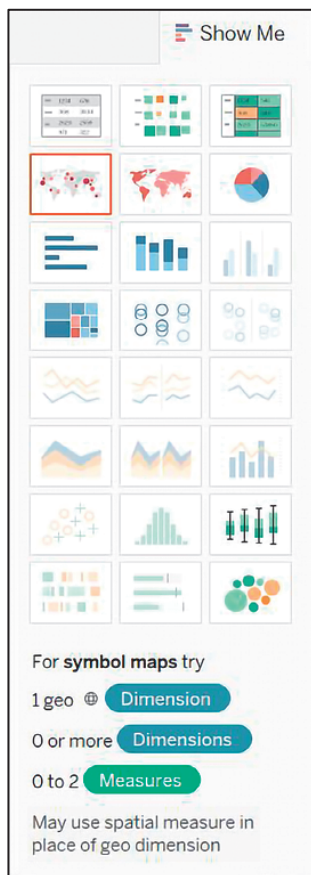 Show Me
For symbol maps try
1 geo Dimension
0 or more Dimensions
0 to 2 Measures
May use spatial measure in
place of geo dimension